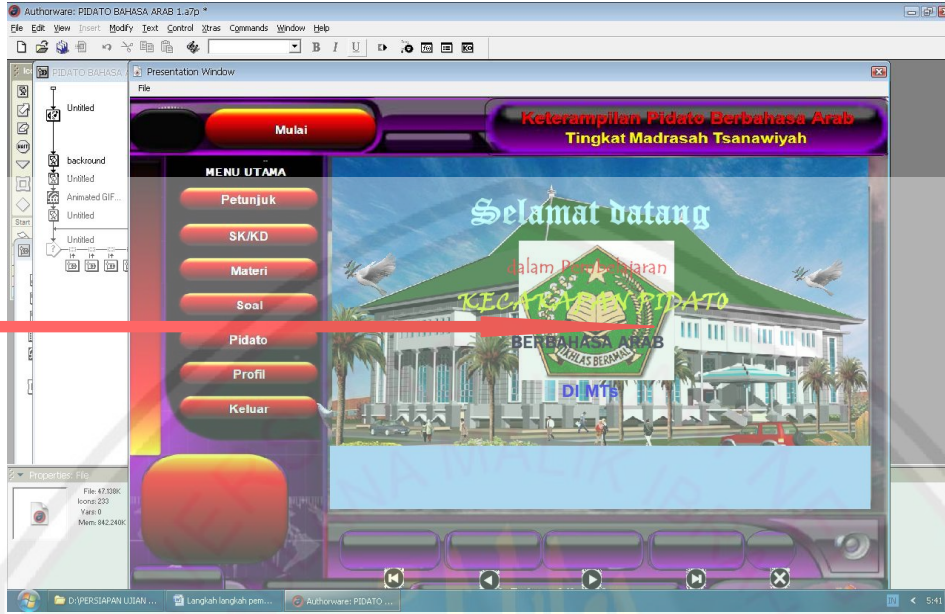 Authorware: PIDATO BAHASA ARAB 1.a7p *
File Edit View Insert Modify Text Control Xtras Commands Window Help
B I U
PIDATO BAHASA
Presentation Window
File
Untitled
backround
Untitled
Animated GIF...
Untitled
Untitled
Start
Mulai
Keterampilan Pidato Berbahasa Arab
Tingkat Madrasah Tsanawiyah
MENU UTAMA
Petunjuk
SK/KD
Materi
Soal
Pidato
Profil
Keluar
Selamat datang
dalam Pembelajaran
KECAKAPAN PIDATO
BERBAHASA ARAB
IKHLAS BERAMAL
DI MTs
Properties: File
File: 47.138K
Icons: 233
Vars: 0
Mem: 842.240K
D:\PERSIAPAN UJIAN ...
Langkah langkah pem...
Authorware: PIDATO ...
IN
5:41